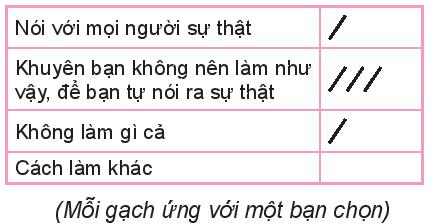 Nói với mọi người sự thật
Khuyên bạn không nên làm như
vậy, để bạn tự nói ra sự thật
Không làm gì cả
Cách làm khác
(Mỗi gạch ứng với một bạn chọn)